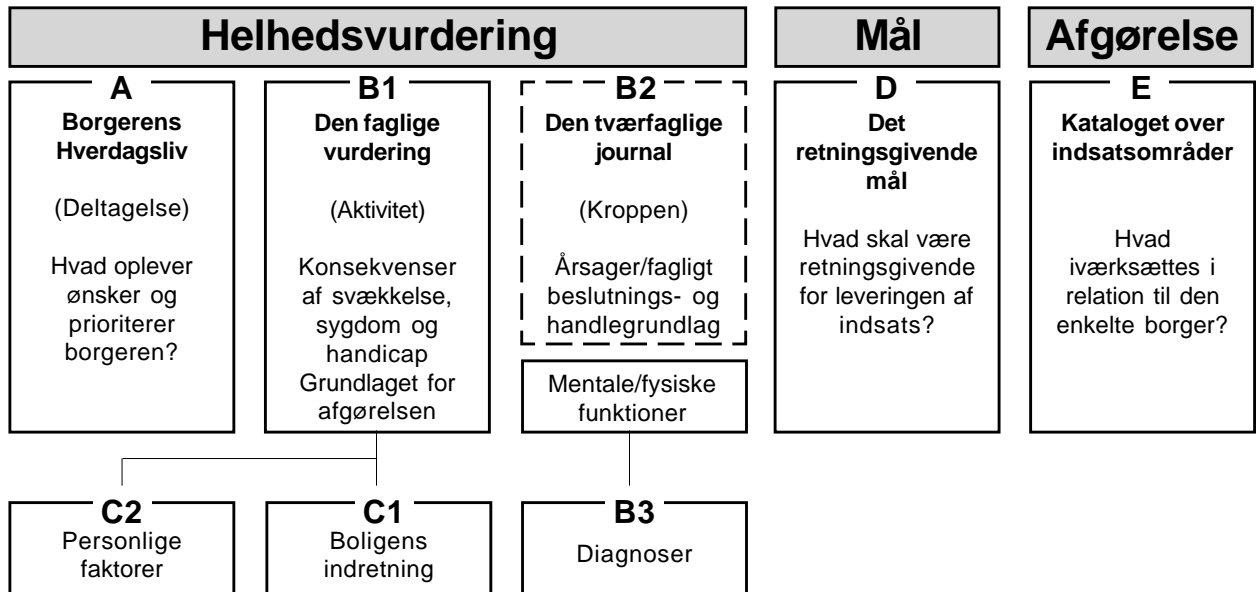 Helhedsvurdering
Mål
Afgørelse
A
Borgerens
Hverdagsliv
(Deltagelse)
Hvad oplever
ønsker og
prioriterer
borgeren?
B1
Den faglige
vurdering
(Aktivitet)
Konsekvenser
af svækkelse,
sygdom og
handicap
Grundlaget for
afgørelsen
B2
Den tværfaglige
journal
(Kroppen)
Årsager/fagligt
beslutnings- og
handlegrundlag
Mentale/fysiske
funktioner
D
Det
retningsgivende
mål
Hvad skal være
retningsgivende
for leveringen af
indsats?
E
Kataloget over
indsatsområder
Hvad
iværksættes i
relation til den
enkelte borger?
C2
Personlige
faktorer
C1
Boligens
indretning
B3
Diagnoser